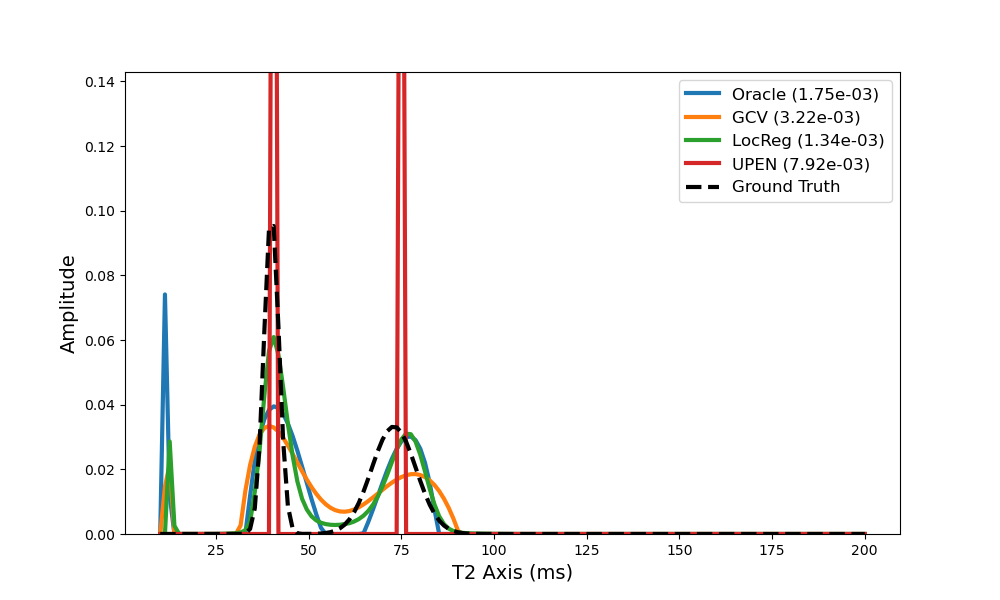 Oracle (1.75e-03)
GCV (3.22e-03)
LocReg (1.34e-03)
UPEN (7.92e-03)
Ground Truth
Amplitude
0.14
0.12
0.10
0.08
0.06
0.04
0.02
0.00
25 50 75 100 125 150 175 200
T2 Axis (ms)